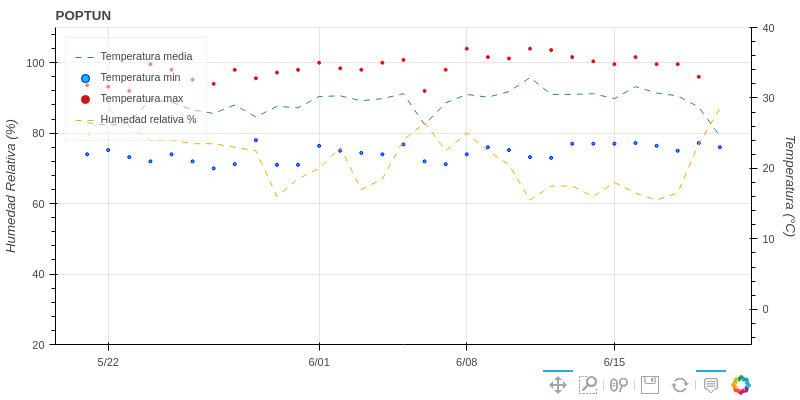 POPTUN
Temperatura media
Temperatura min
Temperatura max
Humedad relativa %
Humedad Relativa (%)
100
80
60
40
20
40
30
20
10
0
Temperatura (°C)
5/22
6/01
6/08
6/15